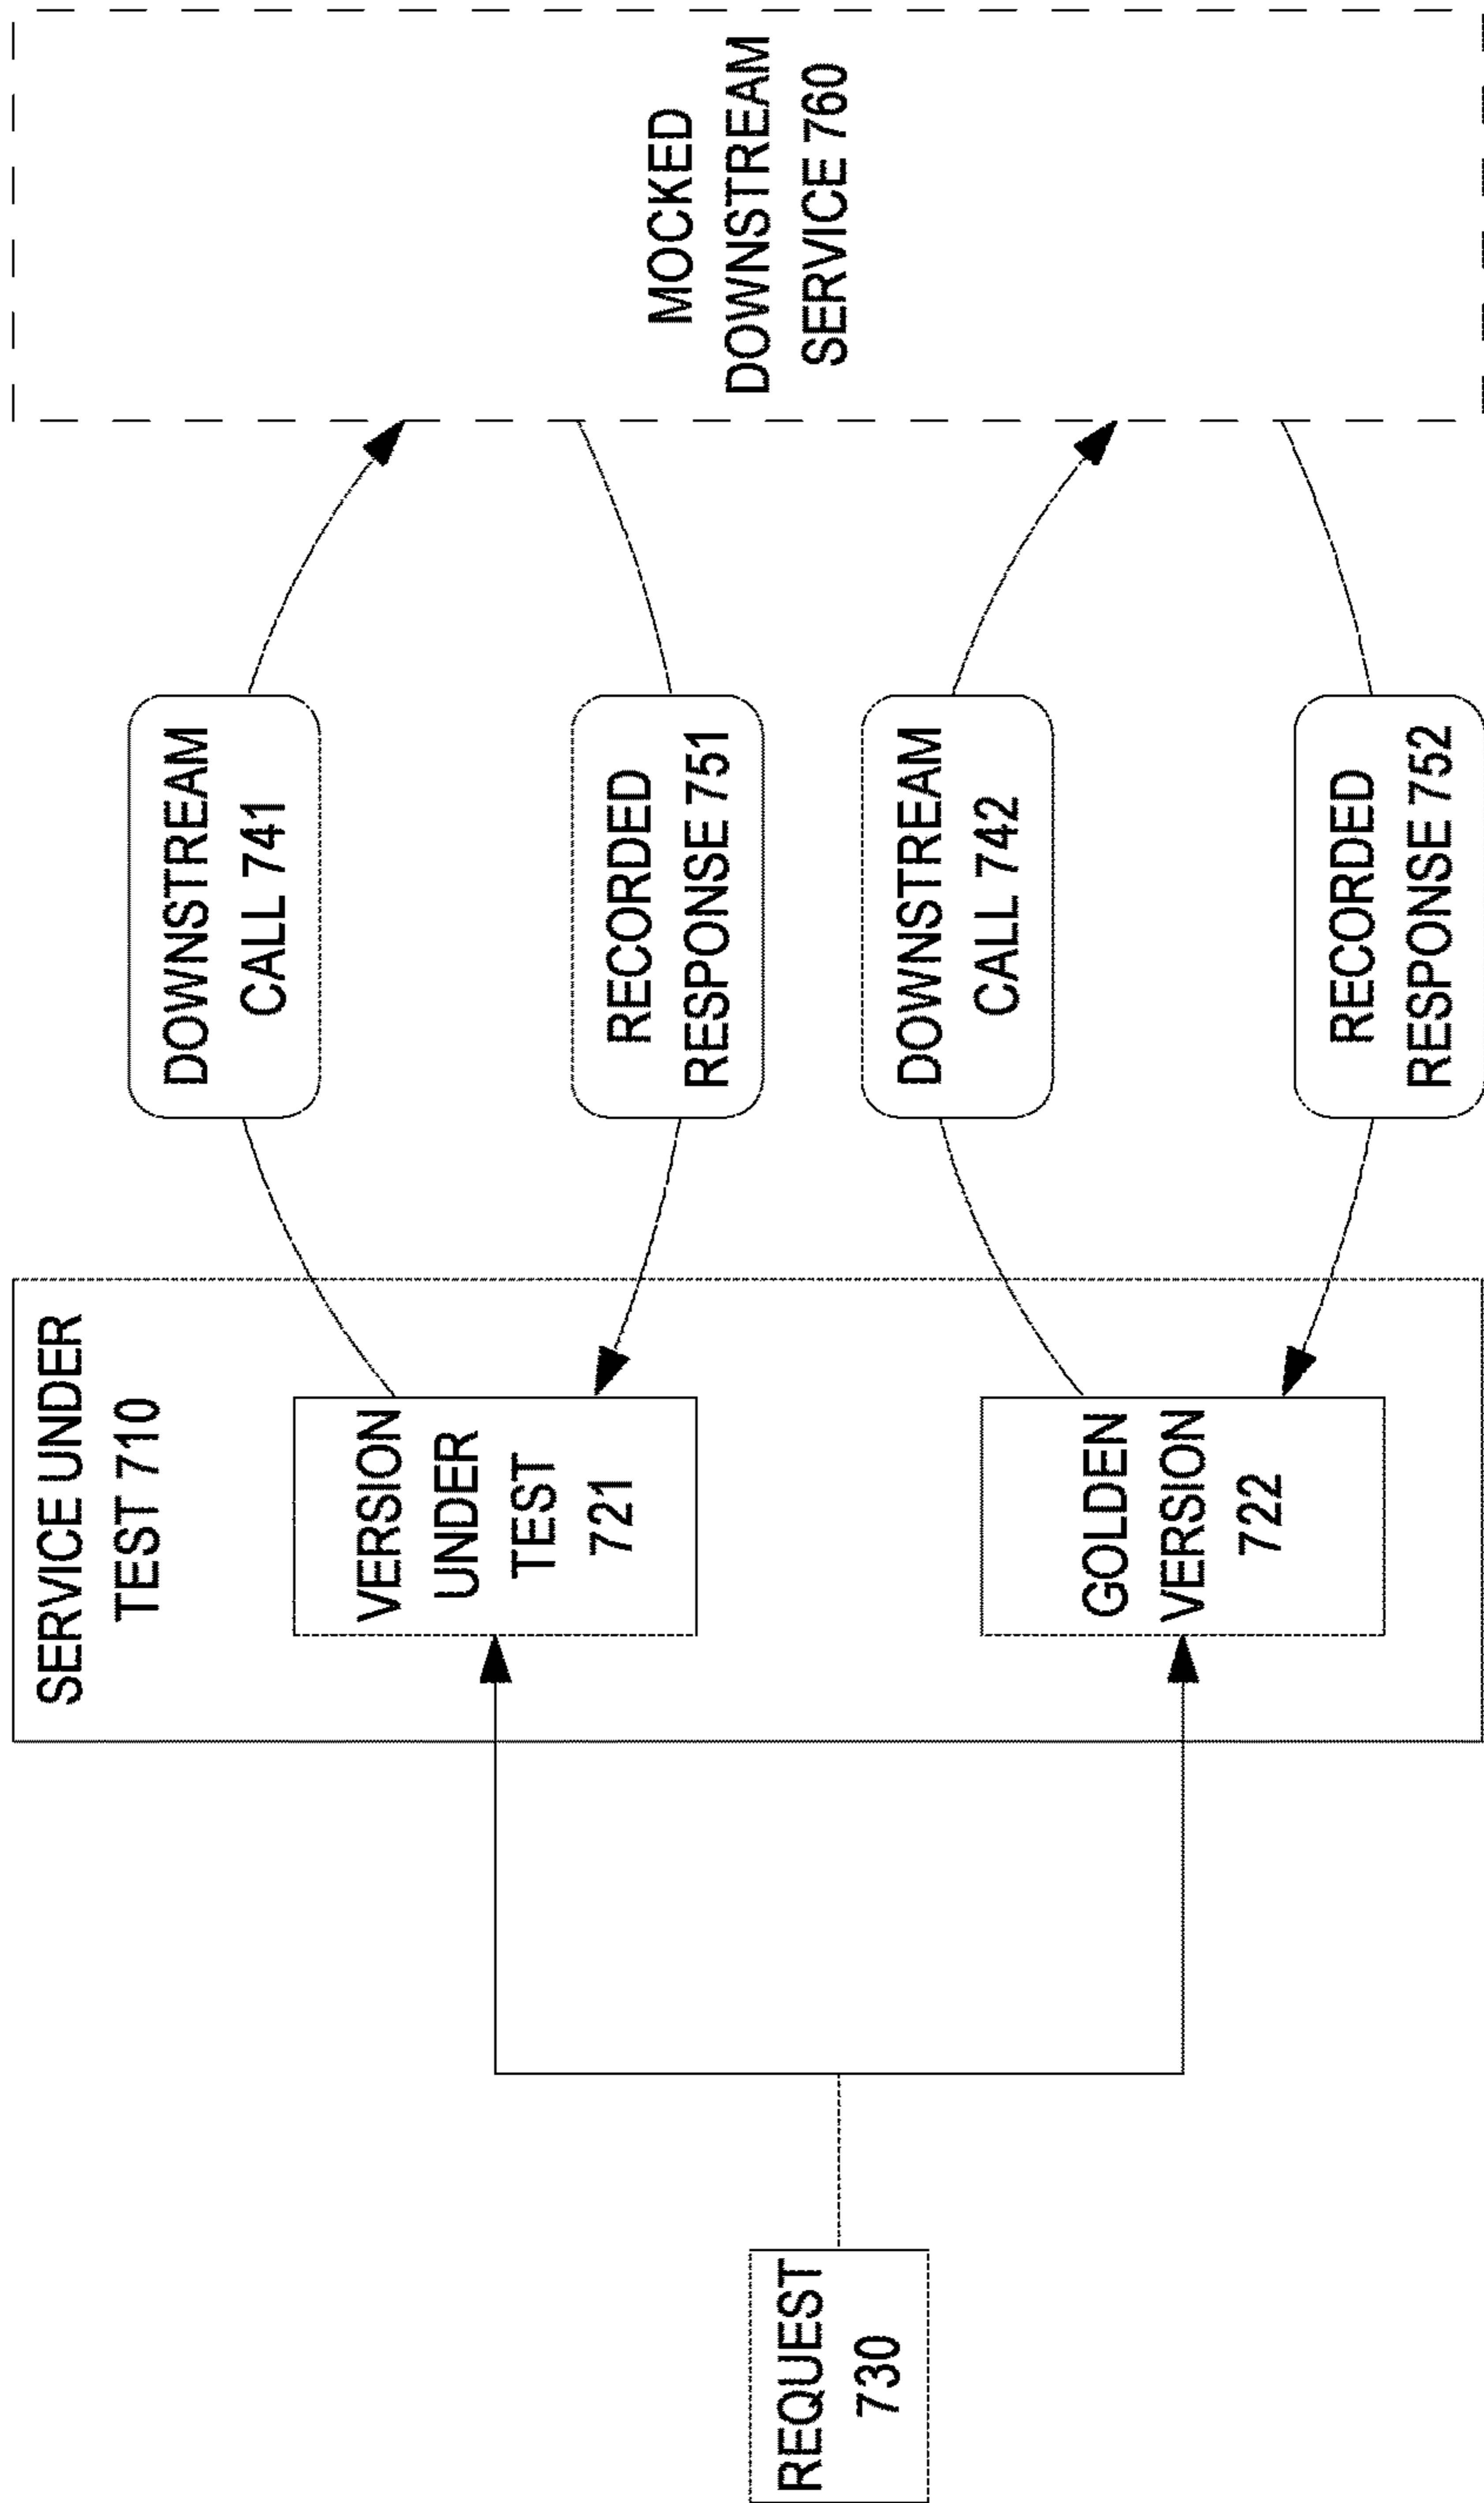 SERVICE UNDER
TEST 710
VERSION
UNDER
TEST
721
GOLDEN
VERSION
722
REQUEST
730
DOWNSTREAM
CALL 741
RECORDED
RESPONSE 751
DOWNSTREAM
CALL 742
RECORDED
RESPONSE 752
MOCKED
DOWNSTREAM
SERVICE 760